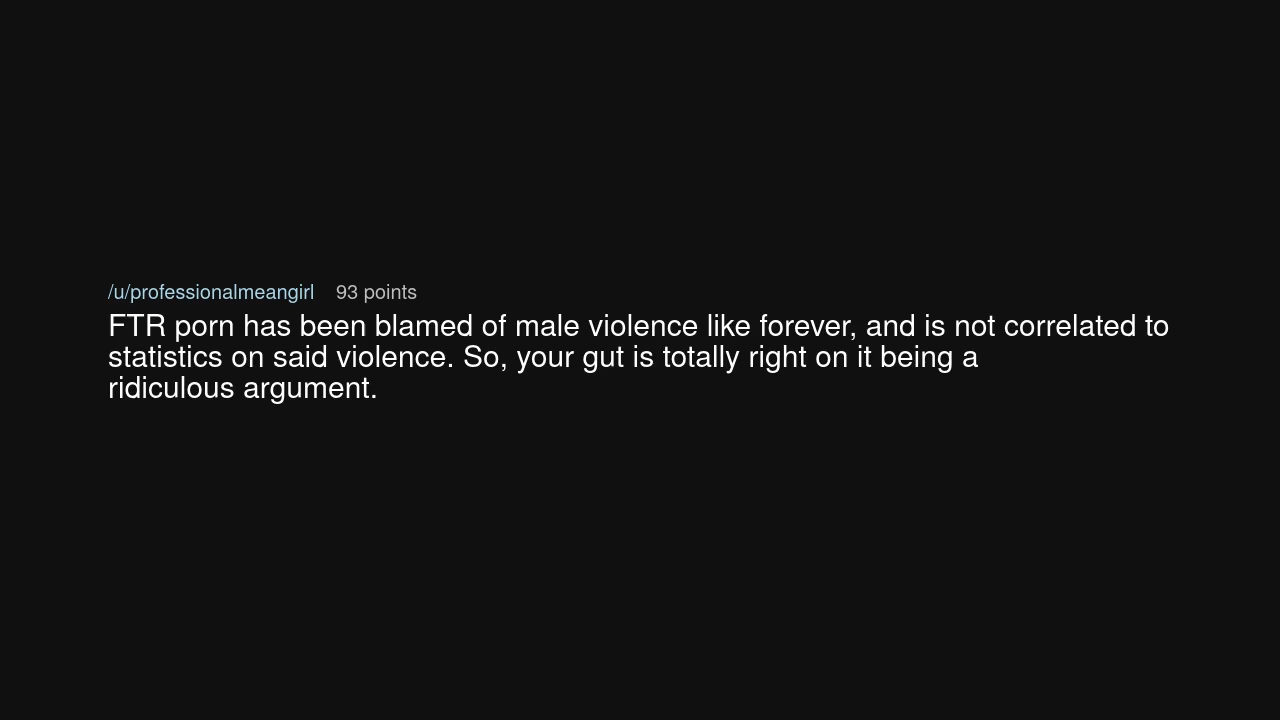 /u/professionalmeangirl 93 points
FTR porn has been blamed of male violence like forever, and is not correlated to
statistics on said violence. So, your gut is totally right on it being a
ridiculous argument.